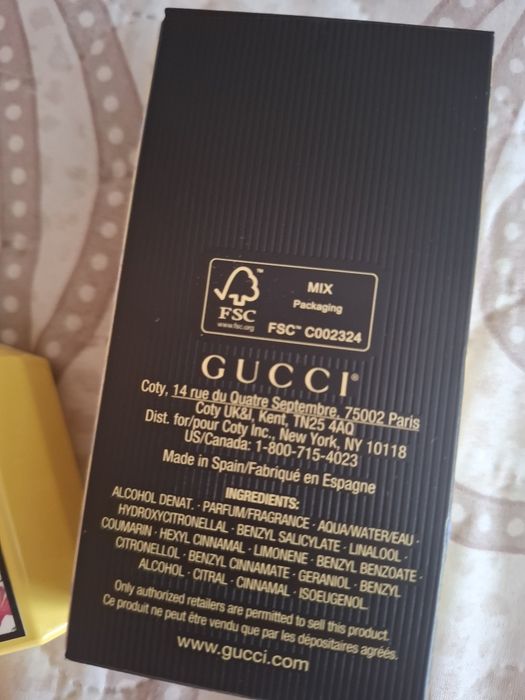 FSC™
www.fsc.org
MIX
Packaging
FSC™ C002324
GUCCI®
Coty, 14 rue du Quatre Septembre, 75002 Paris
Coty UK&I, Kent, TN25 4AQ
Dist. for/pour Coty Inc., New York, NY 10118
US/Canada: 1-800-715-4023
Made in Spain/Fabriqué en Espagne
INGREDIENTS:
ALCOHOL DENAT. · PARFUM/FRAGRANCE · AQUA/WATER/EAU ·
HYDROXYCITRONELLAL · BENZYL SALICYLATE · LINALOOL ·
COUMARIN · HEXYL CINNAMAL · LIMONENE · BENZYL BENZOATE ·
CITRONELLOL · BENZYL CINNAMATE · GERANIOL · BENZYL
ALCOHOL · CITRAL · CINNAMAL · ISOEUGENOL.
Only authorized retailers are permitted to sell this product.
Ce produit ne peut être vendu que par les dépositaires agréés.
www.gucci.com